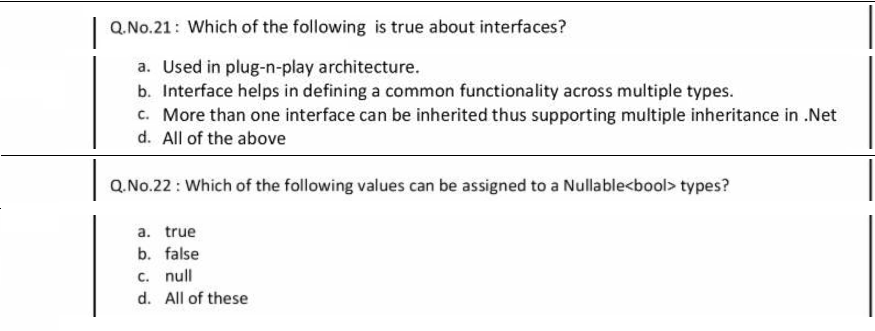 Q.No.21 : Which of the following is true about interfaces?
a. Used in plug-n-play architecture.
b. Interface helps in defining a common functionality across multiple types.
c. More than one interface can be inherited thus supporting multiple inheritance in .Net
d. All of the above
Q.No.22 : Which of the following values can be assigned to a Nullable<bool> types?
a. true
b. false
c. null
d. All of these